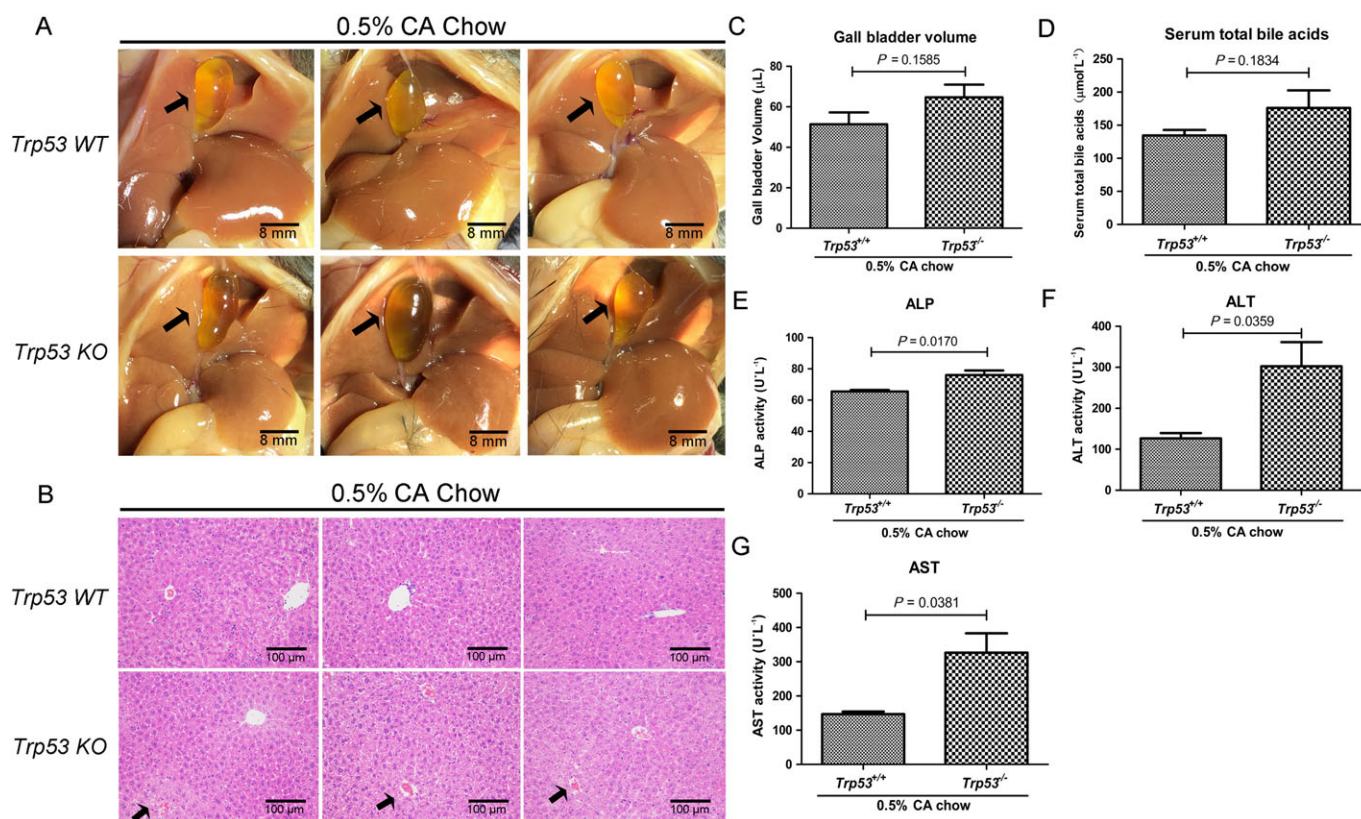 A
0.5% CA Chow
Trp53 WT
8 mm
8 mm
8 mm
Trp53 KO
8 mm
8 mm
8 mm
B
0.5% CA Chow
Trp53 WT
100 µm
100 µm
100 µm
Trp53 KO
100 µm
100 µm
100 µm
C
Gall bladder volume
P = 0.1585
Gall bladder Volume (µL)
80
60
40
20
0
Trp53+/+ Trp53-/-
0.5% CA chow
D
Serum total bile acids
P = 0.1834
Serum total bile acids (µmol·L-1)
250
200
150
100
50
0
Trp53+/+ Trp53-/-
0.5% CA chow
E
ALP
P = 0.0170
ALP activity (U·L-1)
100
80
60
40
20
0
Trp53+/+ Trp53-/-
0.5% CA chow
F
ALT
P = 0.0359
ALT activity (U·L-1)
400
300
200
100
0
Trp53+/+ Trp53-/-
0.5% CA chow
G
AST
P = 0.0381
AST activity (U·L-1)
500
400
300
200
100
0
Trp53+/+ Trp53-/-
0.5% CA chow